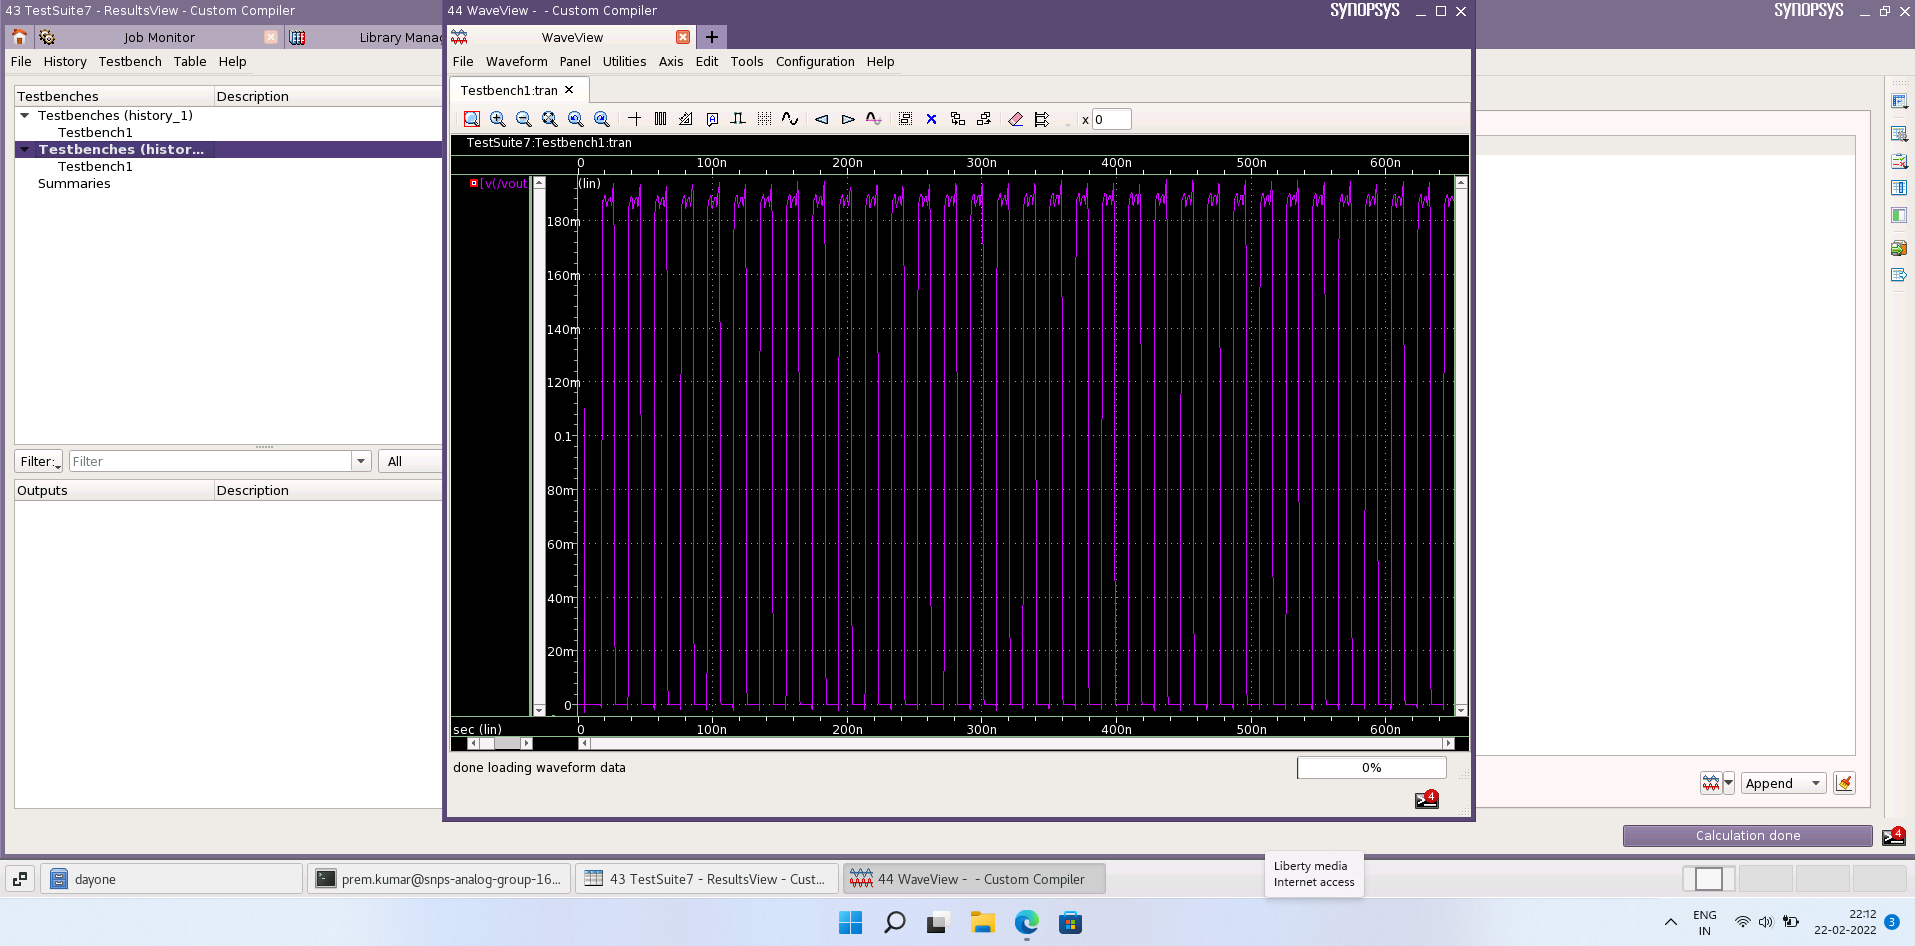 43 TestSuite7 - ResultsView - Custom Compiler
44 WaveView - - Custom Compiler
SYNOPSYS
SYNOPSYS
Job Monitor
Library Mana
WaveView
File History Testbench Table Help
File Waveform Panel Utilities Axis Edit Tools Configuration Help
Testbenches Description
Testbench1:tran
Testbenches (history_1)
Testbench1
x 0
Testbenches (histor...
TestSuite7:Testbench1:tran
Testbench1
0 100n 200n 300n 400n 500n 600n
Summaries
[v(/vout
(lin)
180m
160m
140m
120m
0.1
80m
60m
40m
20m
0
Filter: Filter All
Outputs Description
sec (lin) 0 100n 200n 300n 400n 500n 600n
done loading waveform data
0%
4
Append
Calculation done
4
Liberty media
Internet access
dayone
prem.kumar@snps-analog-group-16...
43 TestSuite7 - ResultsView - Cust...
44 WaveView - - Custom Compiler
ENG
IN
22:12
22-02-2022
3